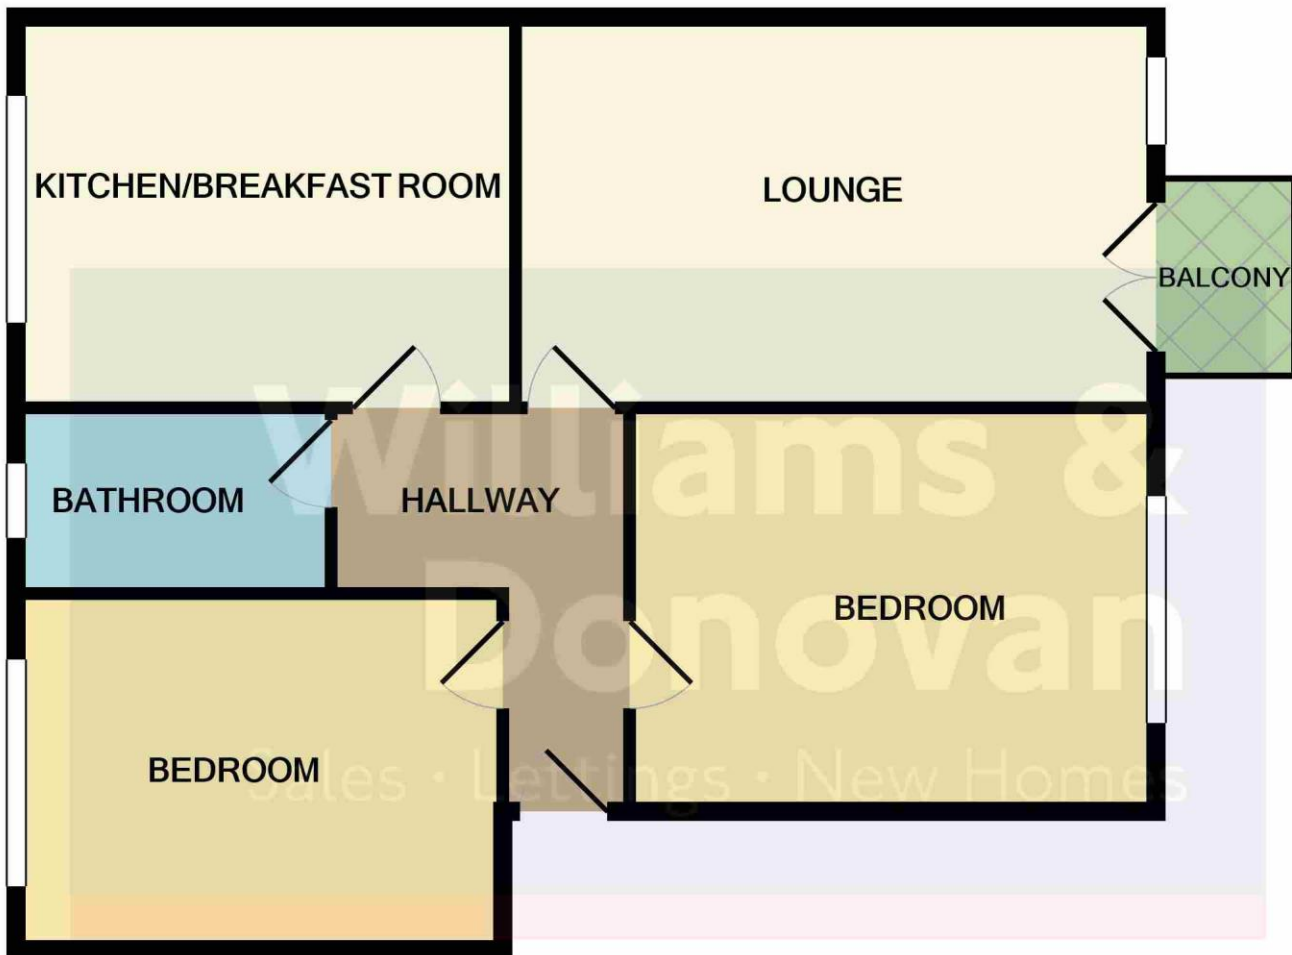 KITCHEN/BREAKFAST ROOM
LOUNGE
BALCONY
BATHROOM
HALLWAY
BEDROOM
BEDROOM
Williams &
Donovan
Sales · Lettings · New Homes